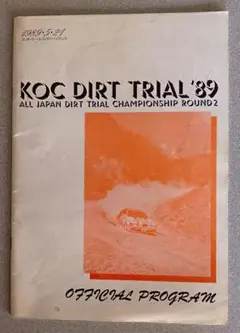 1989·5·21
KOC DIRT TRIAL'89
ALL JAPAN DIRT TRIAL CHAMPIONSHIP ROUND 2
OFFICIAL PROGRAM